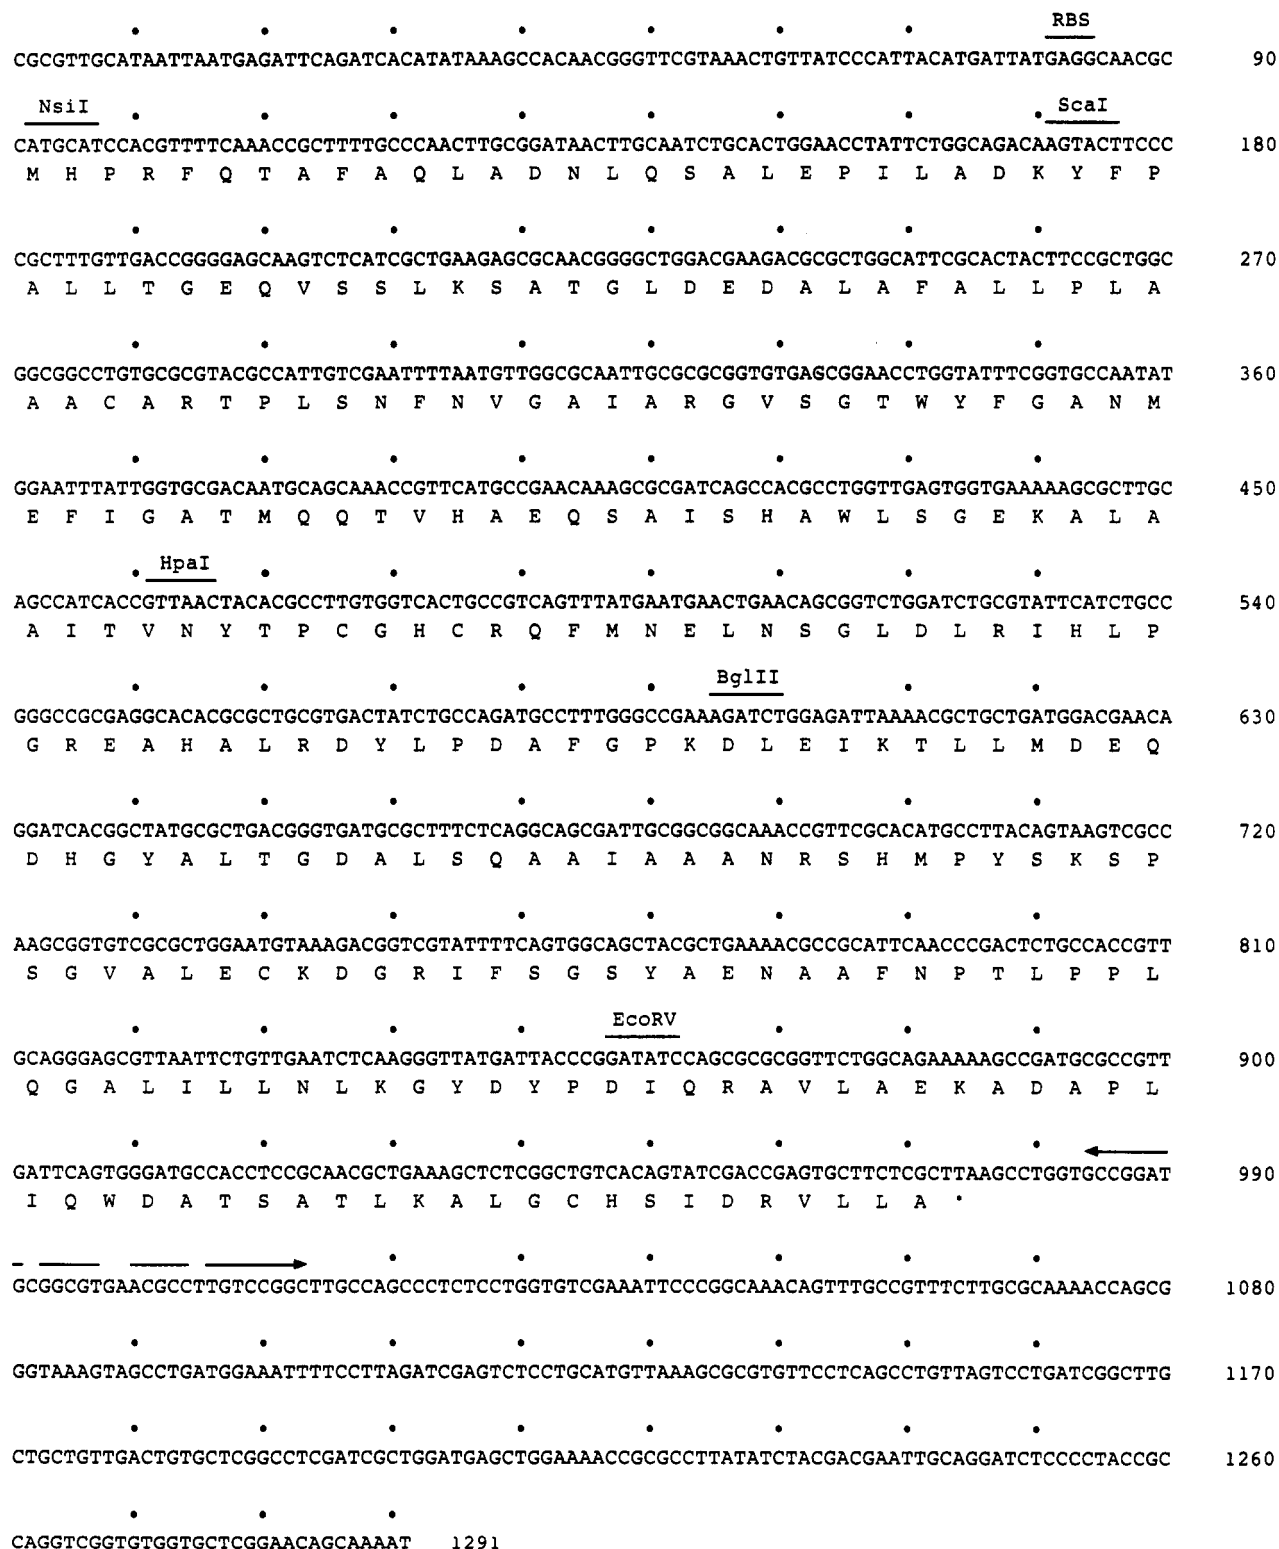 RBS
CGCGTTGCATAATTAATGAGATTCAGATCACATATAAAGCCACAACGGGTTCGTAAACTGTTATCCCATTACATGATTATGAGGCAACGC 90
NsiI ScaI
CATGCATCCACGTTTTCAAACCGCTTTTGCCCAACTTGCGGATAACTTGCAATCTGCACTGGAACCTATTCTGGCAGACAAGTACTTCCC 180
M H P R F Q T A F A Q L A D N L Q S A L E P I L A D K Y F P
CGCTTTGTTGACCGGGGAGCAAGTCTCATCGCTGAAGAGCGCAACGGGGCTGGACGAAGACGCGCTGGCATTCGCACTACTTCCGCTGGC 270
A L L T G E Q V S S L K S A T G L D E D A L A F A L L P L A
GGCGGCCTGTGCGCGTACGCCATTGTCGAATTTTAATGTTGGCGCAATTGCGCGCGGTGTGAGCGGAACCTGGTATTTCGGTGCCAATAT 360
A A C A R T P L S N F N V G A I A R G V S G T W Y F G A N M
GGAATTTATTGGTGCGACAATGCAGCAAACCGTTCATGCCGAACAAAGCGCGATCAGCCACGCCTGGTTGAGTGGTGAAAAAGCGCTTGC 450
E F I G A T M Q Q T V H A E Q S A I S H A W L S G E K A L A
HpaI
AGCCATCACCGTTAACTACACGCCTTGTGGTCACTGCCGTCAGTTTATGAATGAACTGAACAGCGGTCTGGATCTGCGTATTCATCTGCC 540
A I T V N Y T P C G H C R Q F M N E L N S G L D L R I H L P
BglII
GGGCCGCGAGGCACACGCGCTGCGTGACTATCTGCCAGATGCCTTTGGGCCGAAAGATCTGGAGATTAAAACGCTGCTGATGGACGAACA 630
G R E A H A L R D Y L P D A F G P K D L E I K T L L M D E Q
GGATCACGGCTATGCGCTGACGGGTGATGCGCTTTCTCAGGCAGCGATTGCGGCGGCAAACCGTTCGCACATGCCTTACAGTAAGTCGCC 720
D H G Y A L T G D A L S Q A A I A A A N R S H M P Y S K S P
AAGCGGTGTCGCGCTGGAATGTAAAGACGGTCGTATTTTCAGTGGCAGCTACGCTGAAAACGCCGCATTCAACCCGACTCTGCCACCGTT 810
S G V A L E C K D G R I F S G S Y A E N A A F N P T L P P L
EcoRV
GCAGGGAGCGTTAATTCTGTTGAATCTCAAGGGTTATGATTACCCGGATATCCAGCGCGCGGTTCTGGCAGAAAAAGCCGATGCGCCGTT 900
Q G A L I L L N L K G Y D Y P D I Q R A V L A E K A D A P L
GATTCAGTGGGATGCCACCTCCGCAACGCTGAAAGCTCTCGGCTGTCACAGTATCGACCGAGTGCTTCTCGCTTAAGCCTGGTGCCGGAT 990
I Q W D A T S A T L K A L G C H S I D R V L L A
GCGGCGTGAACGCCTTGTCCGGCTTGCCAGCCCTCTCCTGGTGTCGAAATTCCCGGCAAACAGTTTGCCGTTTCTTGCGCAAAACCAGCG 1080
GGTAAAGTAGCCTGATGGAAATTTTCCTTAGATCGAGTCTCCTGCATGTTAAAGCGCGTGTTCCTCAGCCTGTTAGTCCTGATCGGCTTG 1170
CTGCTGTTGACTGTGCTCGGCCTCGATCGCTGGATGAGCTGGAAAACCGCGCCTTATATCTACGACGAATTGCAGGATCTCCCCTACCGC 1260
CAGGTCGGTGTGGTGCTCGGAACAGCAAAAT 1291